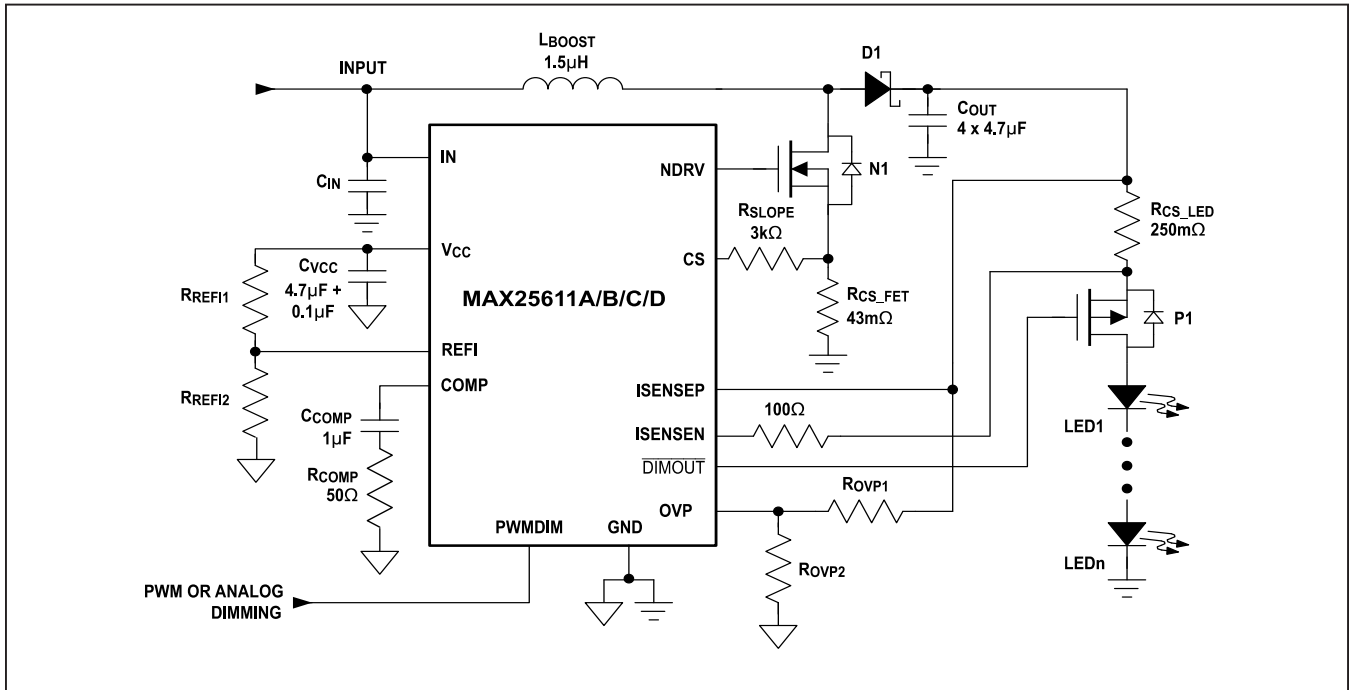 LBOOST
1.5µH
D1
INPUT
COUT
4 x 4.7µF
IN
NDRV
N1
CIN
RSLOPE
3kΩ
RCS_LED
250mΩ
VCC
CS
CVCC
4.7µF +
0.1µF
RREFI1
MAX25611A/B/C/D
RCS_FET
43mΩ
P1
REFI
COMP
ISENSEP
RREFI2
CCOMP
1µF
100Ω
ISENSEN
LED1
DIMOUT
RCOMP
50Ω
ROVP1
OVP
PWMDIM
GND
LEDn
ROVP2
PWM OR ANALOG
DIMMING